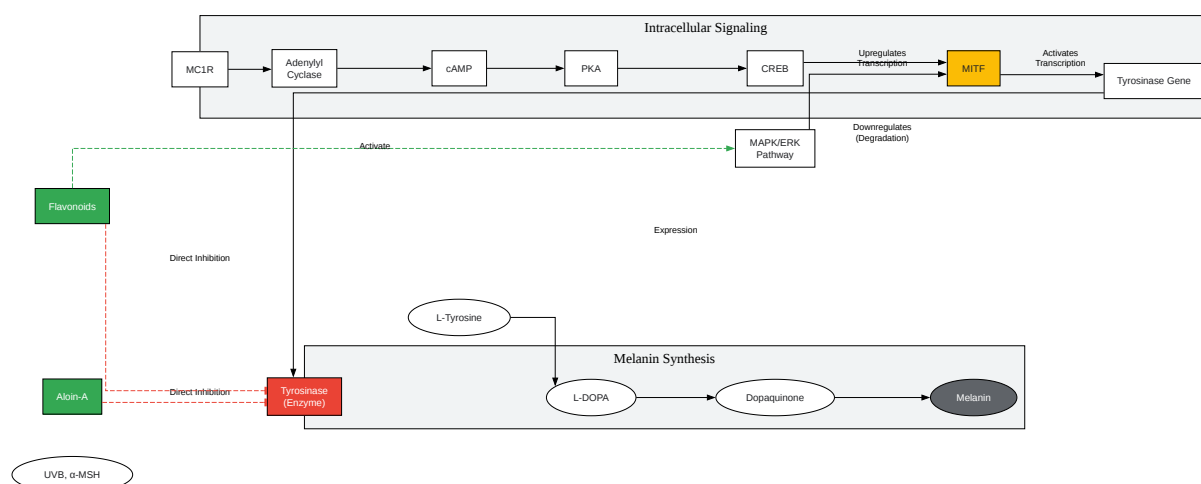 Intracellular Signaling
MC1R
Adenylyl
Cyclase
cAMP
PKA
CREB
Upregulates
Transcription
MITF
Activates
Transcription
Tyrosinase Gene
Downregulates
(Degradation)
MAPK/ERK
Pathway
Activate
Flavonoids
Expression
Direct Inhibition
L-Tyrosine
Melanin Synthesis
Aloin-A
Direct Inhibition
Tyrosinase
(Enzyme)
L-DOPA
Dopaquinone
Melanin
UVB, α-MSH